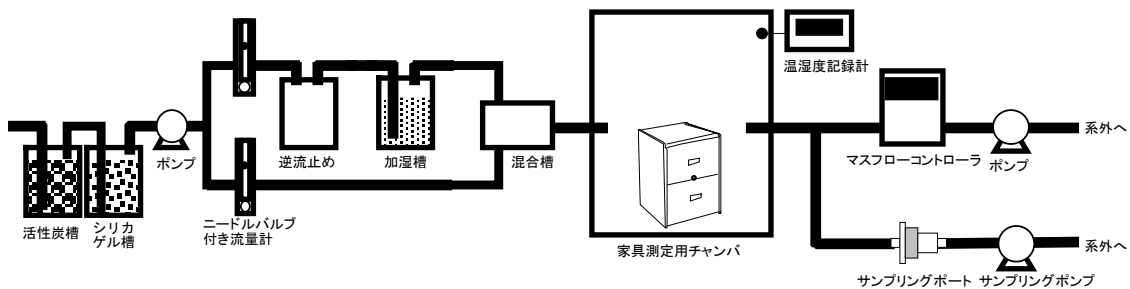 活性炭槽
シリカ
ゲル槽
ポンプ
ニードルバルブ
付き流量計
逆流止め
加湿槽
混合槽
家具測定用チャンバ
温湿度記録計
マスフローコントローラ
ポンプ
系外へ
サンプリングポート
サンプリングポンプ
系外へ